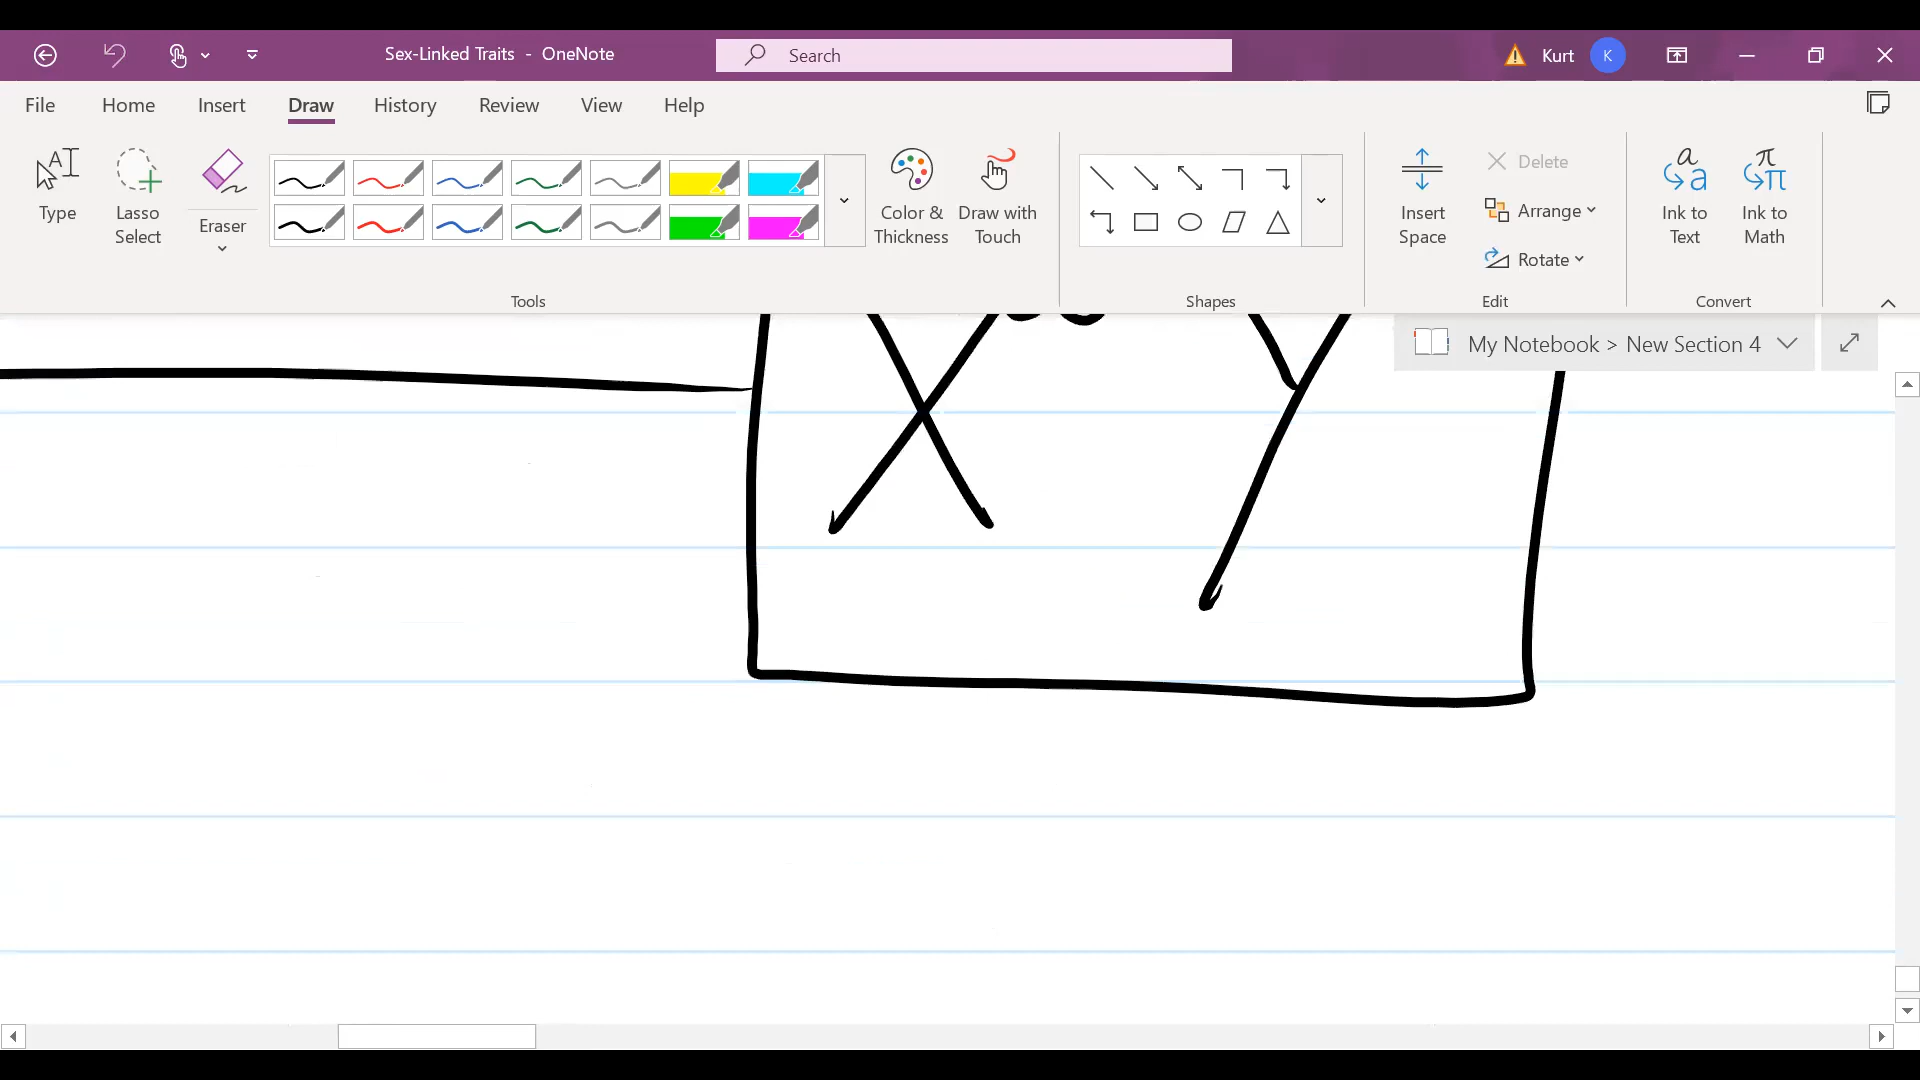 Sex-Linked Traits - OneNote
Search
Kurt
K
File
Home
Insert
Draw
History
Review
View
Help
Type
Lasso
Select
Eraser
Color &
Thickness
Draw with
Touch
Insert
Space
Delete
Arrange
Rotate
Ink to
Text
Ink to
Math
Tools
Shapes
Edit
Convert
My Notebook > New Section 4
X
Y